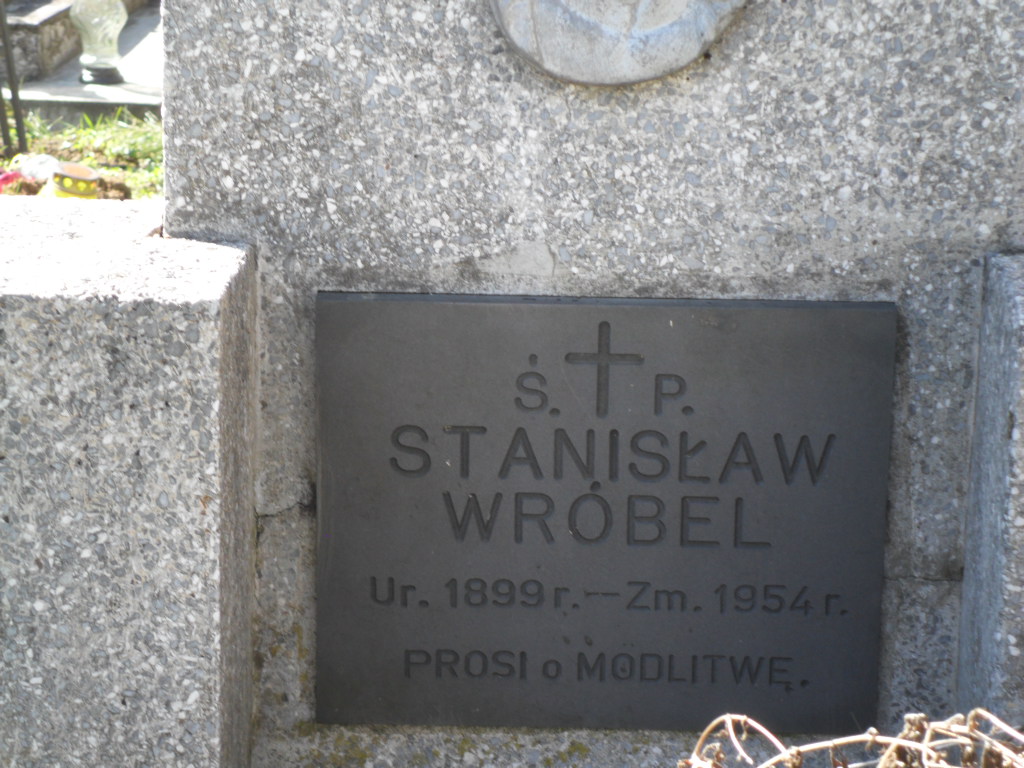 Ś. P.
STANISŁAW
WRÓBEL
Ur. 1899 r. — Zm. 1954 r.
PROSI o MODLITWĘ.